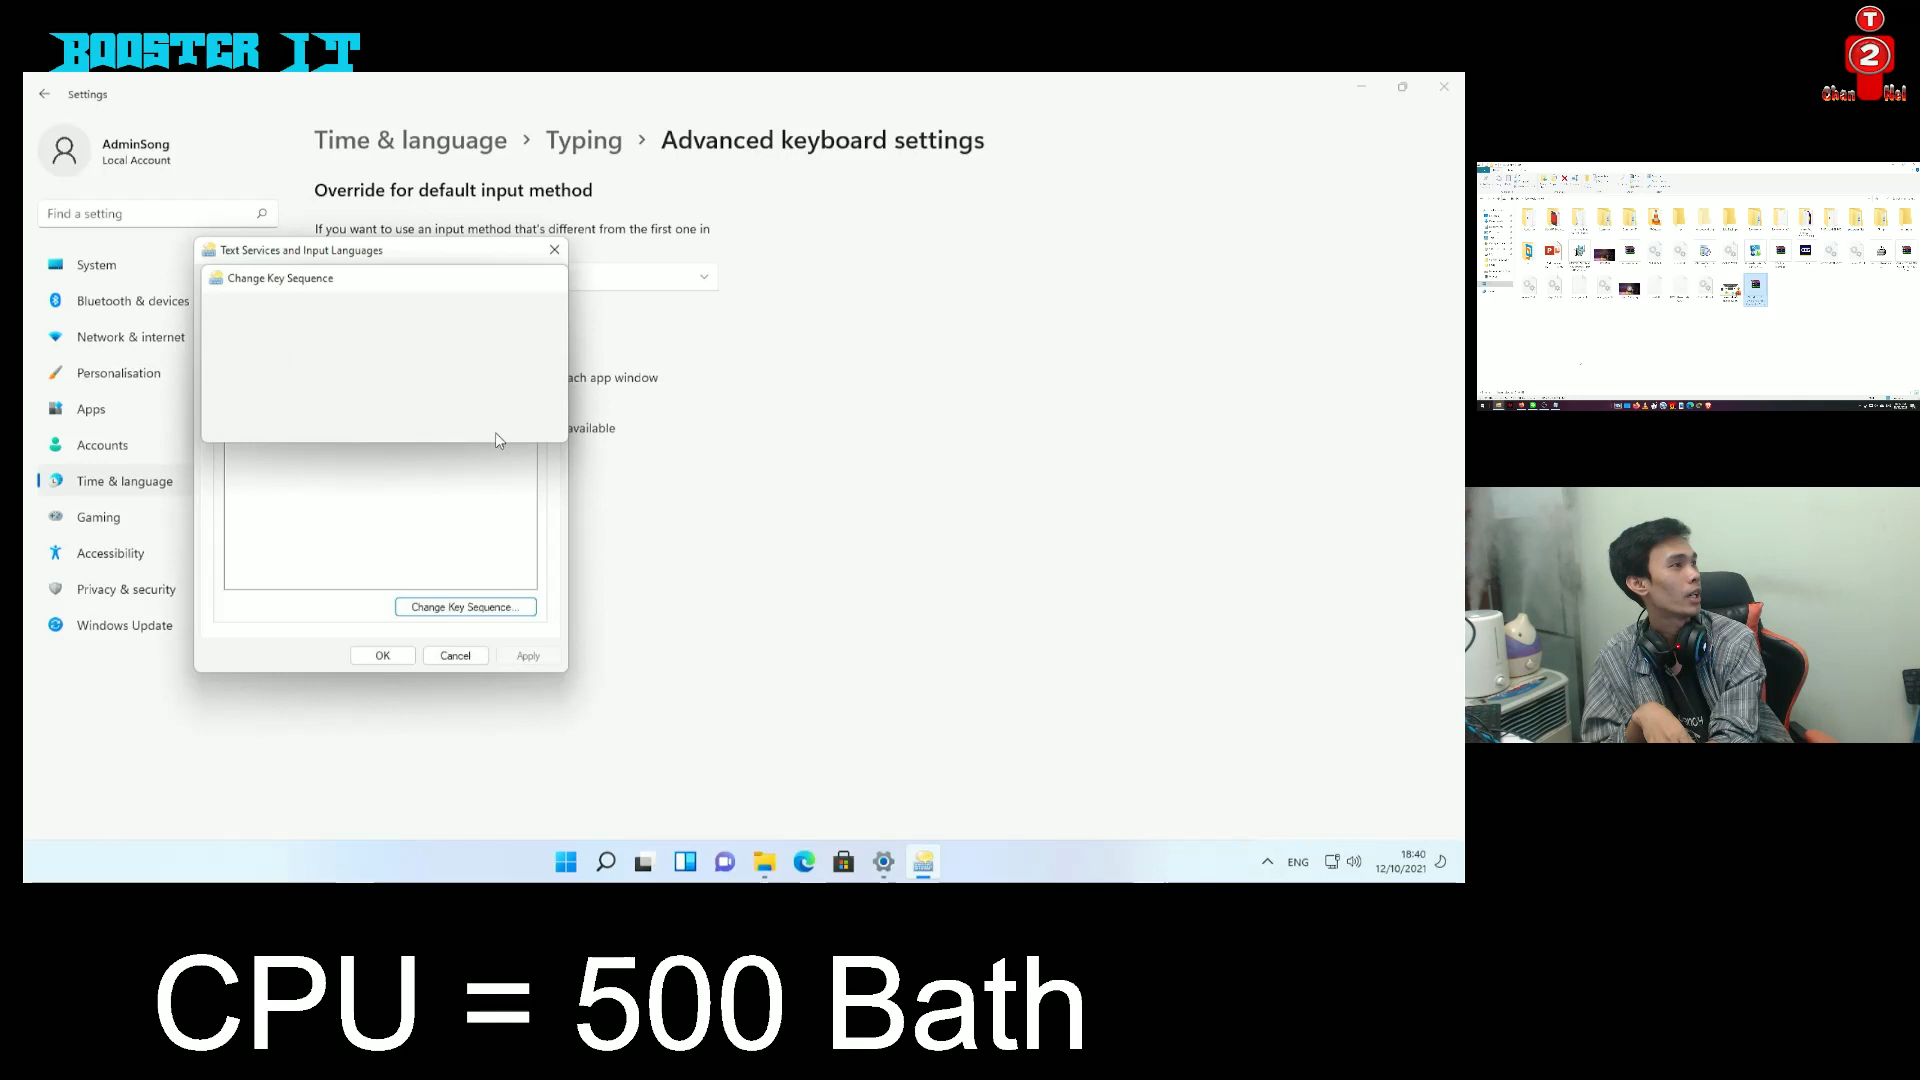 BOOSTER IT
T
2
Chan Nel
Settings
AdminSong
Local Account
Find a setting
System
Bluetooth & devices
Network & internet
Personalisation
Apps
Accounts
Time & language
Gaming
Accessibility
Privacy & security
Windows Update
Time & language > Typing > Advanced keyboard settings
Override for default input method
If you want to use an input method that's different from the first one in
Text Services and Input Languages
Change Key Sequence
ach app window
available
Change Key Sequence...
OK
Cancel
Apply
ENG
18:40
12/10/2021
CPU = 500 Bath